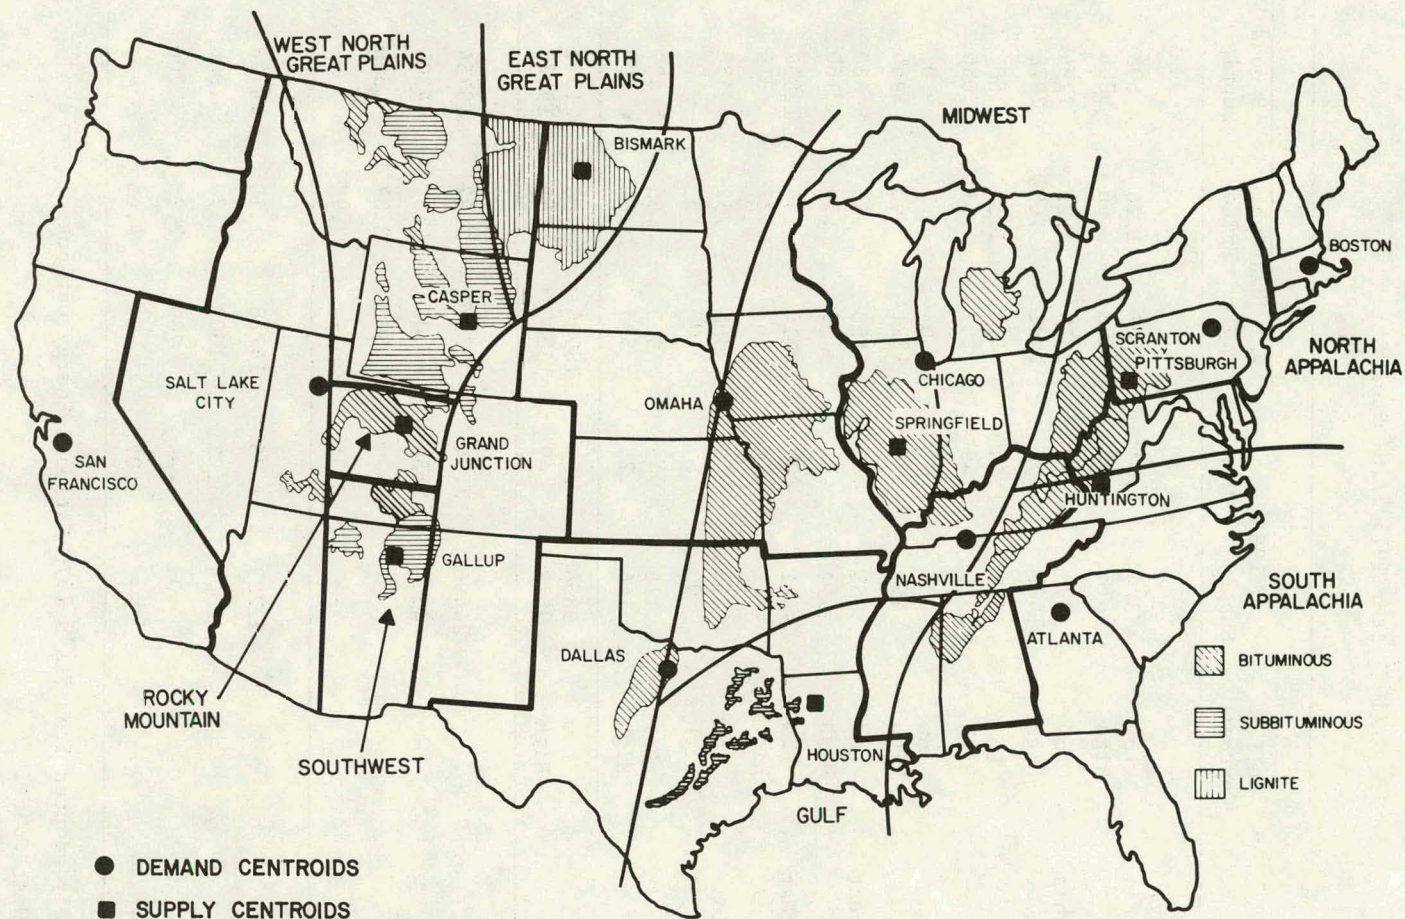 WEST NORTH
GREAT PLAINS
EAST NORTH
GREAT PLAINS
MIDWEST
BISMARK
BOSTON
CASPER
SCRANTON
PITTSBURGH
NORTH
APPALACHIA
SALT LAKE
CITY
OMAHA
CHICAGO
SPRINGFIELD
SAN
FRANCISCO
GRAND
JUNCTION
HUNTINGTON
GALLUP
NASHVILLE
SOUTH
APPALACHIA
ATLANTA
DALLAS
BITUMINOUS
ROCKY
MOUNTAIN
SUBBITUMINOUS
SOUTHWEST
HOUSTON
LIGNITE
GULF
DEMAND CENTROIDS
SUPPLY CENTROIDS